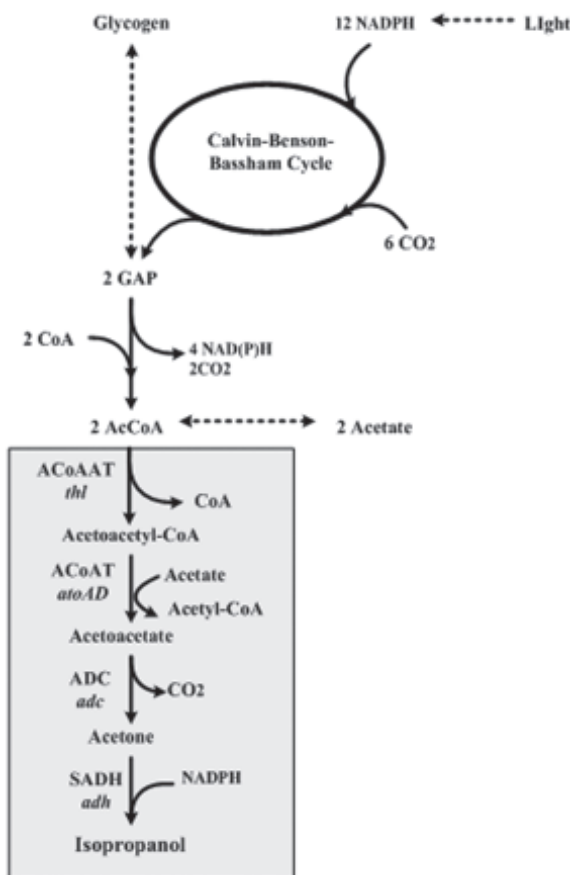 Glycogen
12 NADPH
LIght
Calvin-Benson-
Bassham Cycle
6 CO2
2 GAP
2 CoA
4 NAD(P)H
2CO2
2 AcCoA
2 Acetate
ACoAAT
thl
CoA
Acetoacetyl-CoA
ACoAT
atoAD
Acetate
Acetyl-CoA
Acetoacetate
ADC
adc
CO2
Acetone
SADH
adh
NADPH
Isopropanol